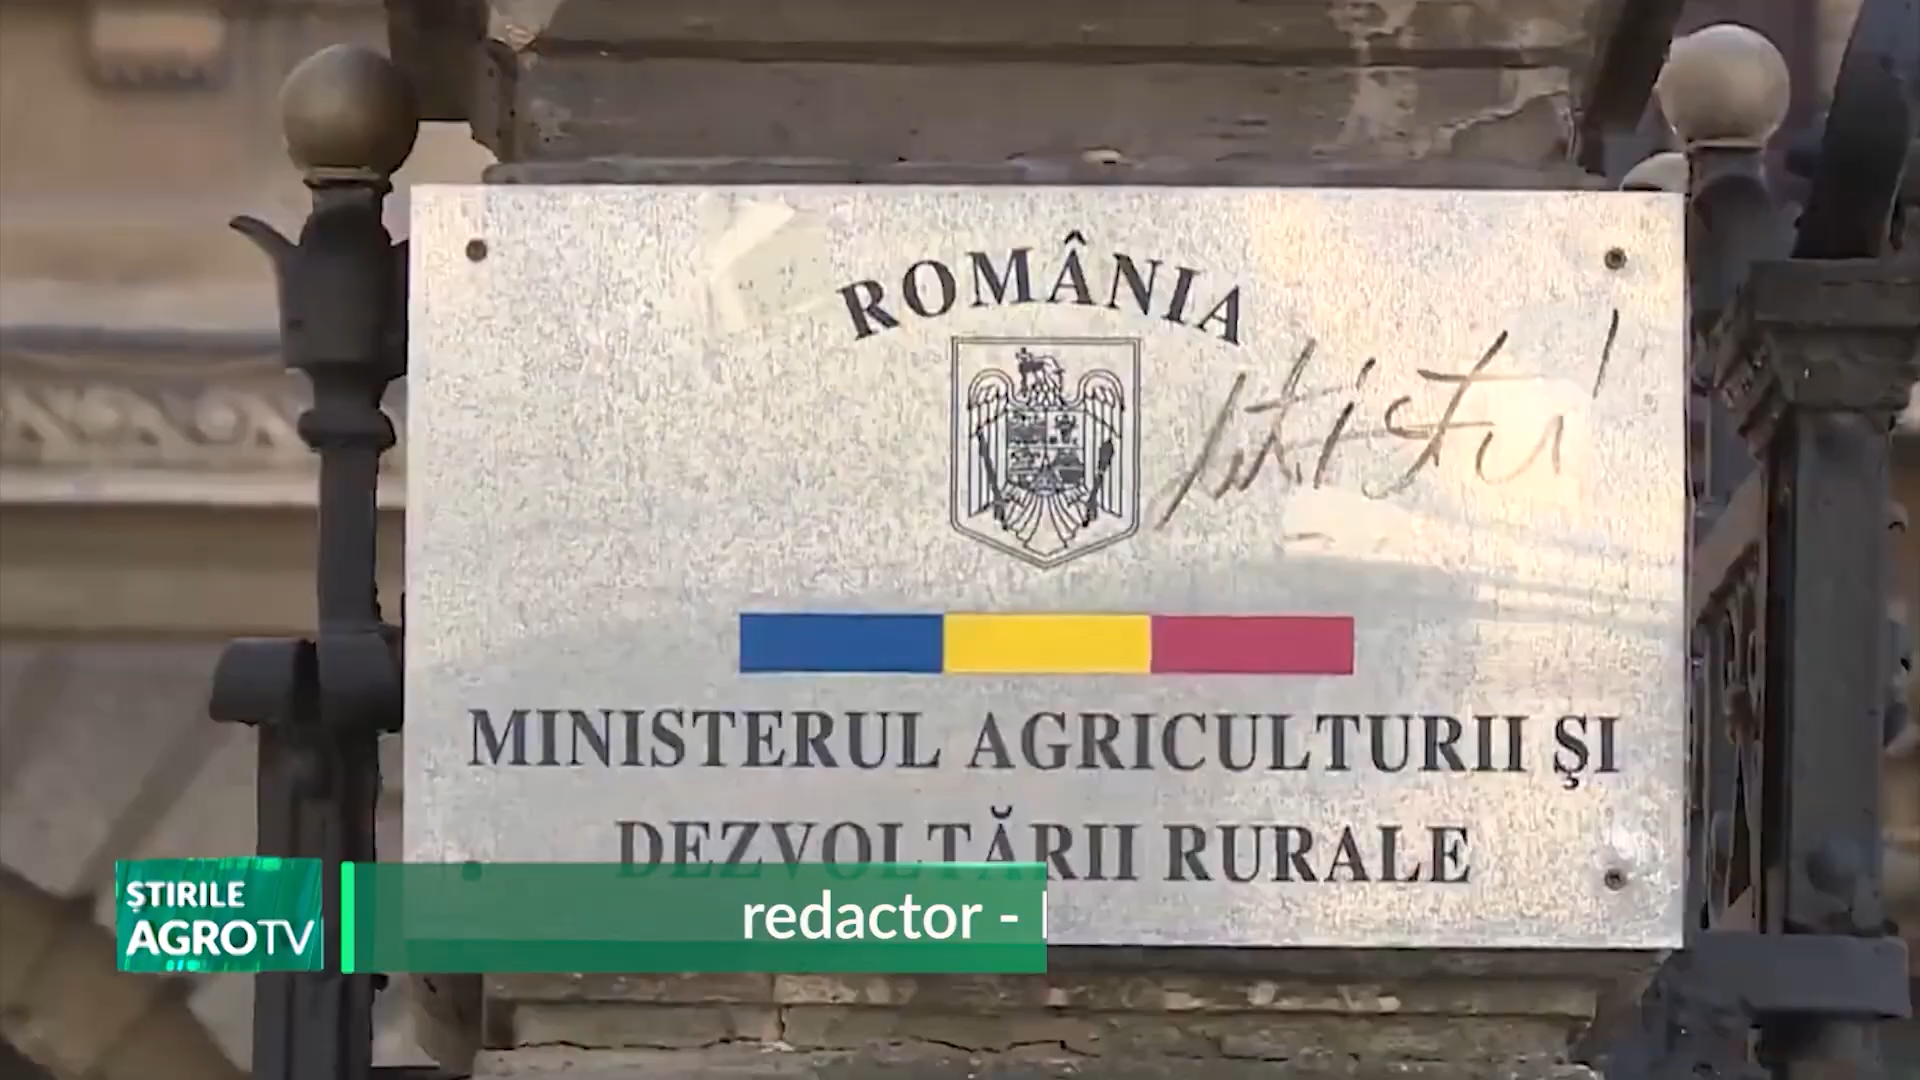 ROMÂNIA
MINISTERUL AGRICULTURII ŞI
DEZVOLTĂRII RURALE
ȘTIRILE
AGROTV
redactor -